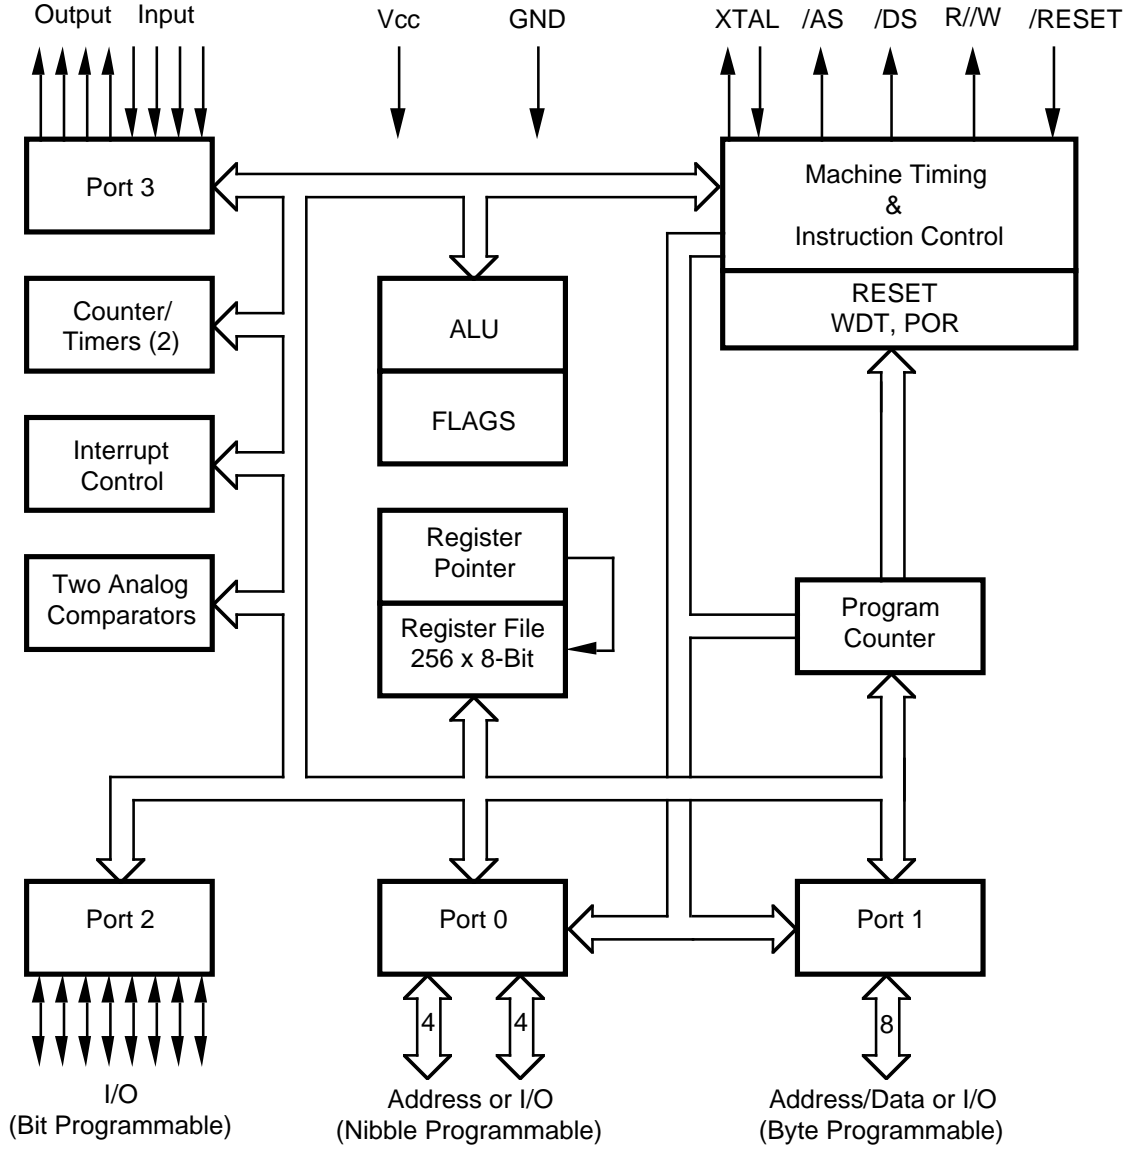 Output Input Vcc GND XTAL /AS /DS R//W /RESET
Port 3
Machine Timing
&
Instruction Control
RESET
WDT, POR
Counter/
Timers (2)
ALU
FLAGS
Interrupt
Control
Register
Pointer
Register File
256 x 8-Bit
Two Analog
Comparators
Program
Counter
Port 2
Port 0
Port 1
4
4
8
I/O
(Bit Programmable)
Address or I/O
(Nibble Programmable)
Address/Data or I/O
(Byte Programmable)